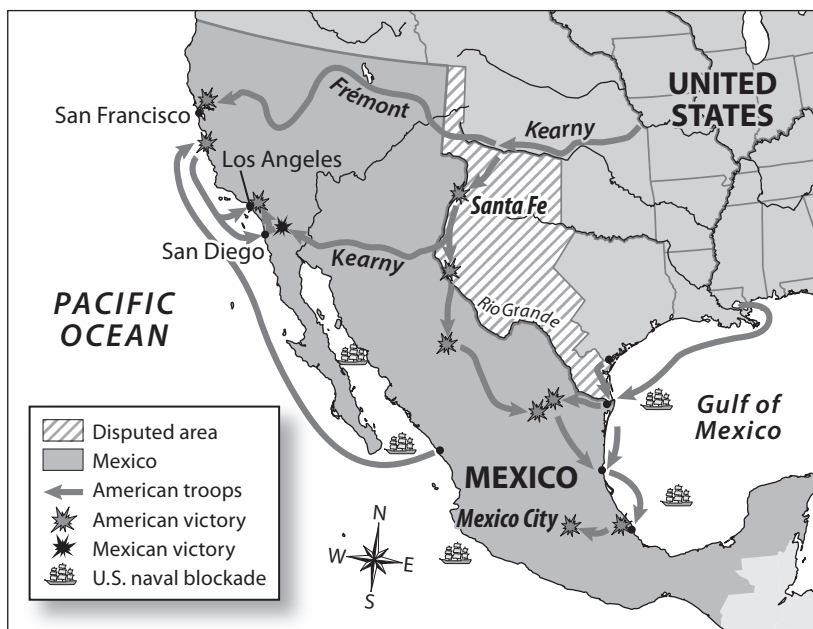 UNITED
STATES
San Francisco
Frémont
Kearny
Los Angeles
Santa Fe
San Diego
Kearny
PACIFIC
OCEAN
Rio Grande
Gulf of
Mexico
Disputed area
Mexico
American troops
American victory
Mexican victory
U.S. naval blockade
MEXICO
Mexico City
N
W
E
S